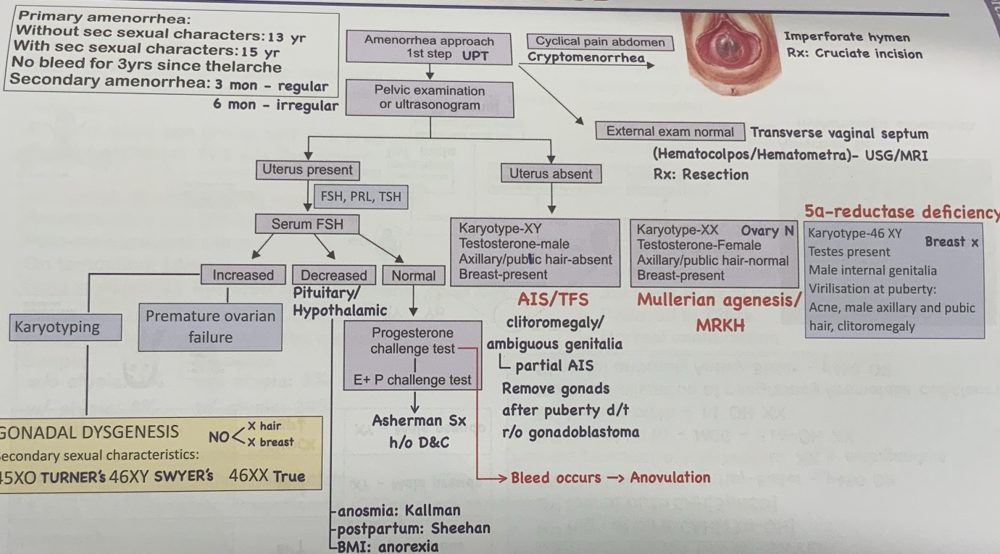 Primary amenorrhea:
Without sec sexual characters: 13 yr
With sec sexual characters: 15 yr
No bleed for 3yrs since thelarche
Secondary amenorrhea: 3 mon - regular
6 mon - irregular
Amenorrhea approach
1st step UPT
Cyclical pain abdomen
Cryptomenorrhea
Imperforate hymen
Rx: Cruciate incision
Pelvic examination
or ultrasonogram
External exam normal
Transverse vaginal septum
(Hematocolpos/Hematometra)- USG/MRI
Rx: Resection
Uterus present
Uterus absent
FSH, PRL, TSH
Serum FSH
Increased
Decreased
Normal
Pituitary/
Hypothalamic
Karyotyping
Premature ovarian
failure
Progesterone
challenge test
E+ P challenge test
Asherman Sx
h/o D&C
Bleed occurs → Anovulation
Karyotype-XY
Testosterone-male
Axillary/pubic hair-absent
Breast-present
AIS/TFS
clitoromegaly/
ambiguous genitalia
partial AIS
Remove gonads
after puberty d/t
r/o gonadoblastoma
Karyotype-XX Ovary N
Testosterone-Female
Axillary/pubic hair-normal
Breast-present
Mullerian agenesis/
MRKH
5a-reductase deficiency
Karyotype-46 XY
Breast x
Testes present
Male internal genitalia
Virilisation at puberty:
Acne, male axillary and pubic
hair, clitoromegaly
GONADAL DYSGENESIS
NO
x hair
x breast
econdary sexual characteristics:
45XO TURNER's 46XY SWYER's 46XX True
anosmia: Kallman
postpartum: Sheehan
BMI: anorexia